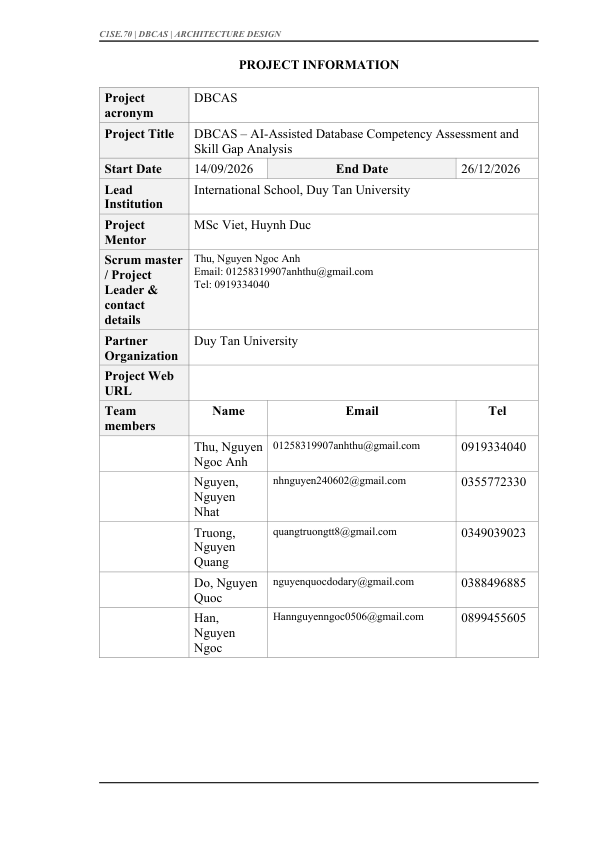 C1SE.70 | DBCAS | ARCHITECTURE DESIGN
PROJECT INFORMATION
Project
acronym
DBCAS
Project Title
DBCAS – AI-Assisted Database Competency Assessment and
Skill Gap Analysis
Start Date
14/09/2026
End Date
26/12/2026
Lead
Institution
International School, Duy Tan University
Project
Mentor
MSc Viet, Huynh Duc
Scrum master
/ Project
Leader &
contact
details
Thu, Nguyen Ngoc Anh
Email: 01258319907anhthu@gmail.com
Tel: 0919334040
Partner
Organization
Duy Tan University
Project Web
URL
Team
members
Name
Email
Tel
Thu, Nguyen
Ngoc Anh
01258319907anhthu@gmail.com
0919334040
Nguyen,
Nguyen
Nhat
nhnguyen240602@gmail.com
0355772330
Truong,
Nguyen
Quang
quangtruongtt8@gmail.com
0349039023
Do, Nguyen
Quoc
nguyenquocdodary@gmail.com
0388496885
Han,
Nguyen
Ngoc
Hannguyenngoc0506@gmail.com
0899455605